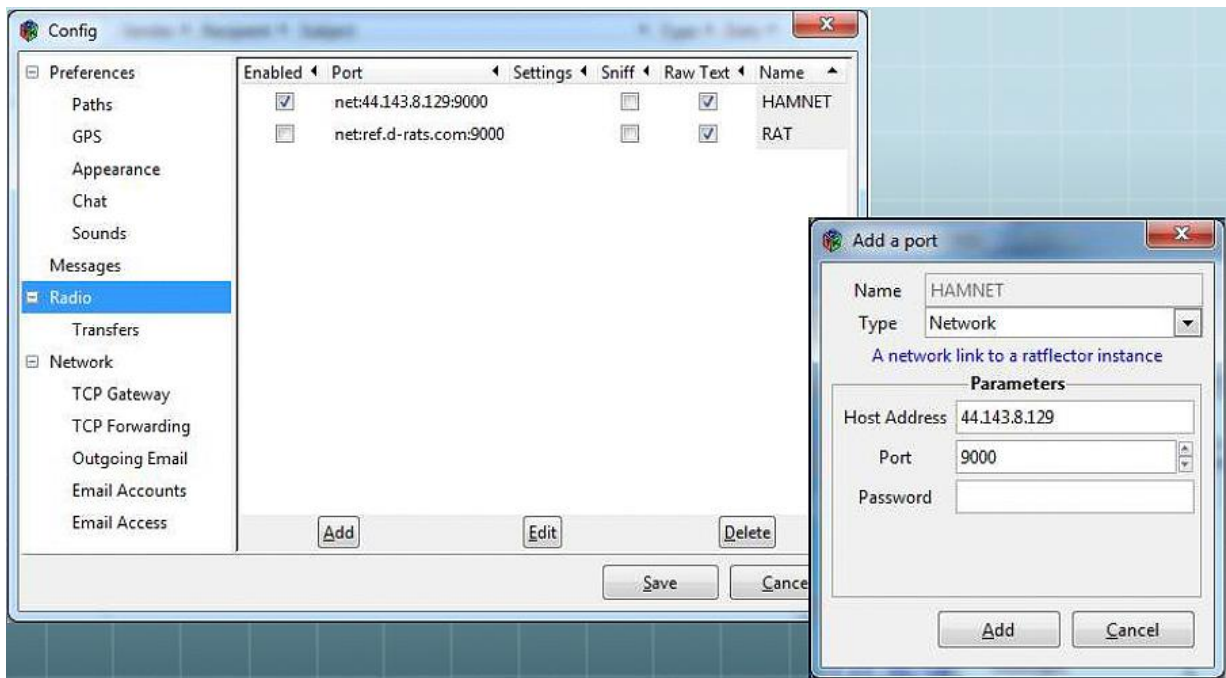 Config
Preferences
Paths
GPS
Appearance
Chat
Sounds
Messages
Radio
Transfers
Network
TCP Gateway
TCP Forwarding
Outgoing Email
Email Accounts
Email Access
Enabled Port Settings Sniff Raw Text Name
net:44.143.8.129:9000 HAMNET
net:ref.d-rats.com:9000 RAT
Add Edit Delete
Save Cance
Add a port
Name HAMNET
Type Network
A network link to a ratflector instance
Parameters
Host Address 44.143.8.129
Port 9000
Password
Add Cancel